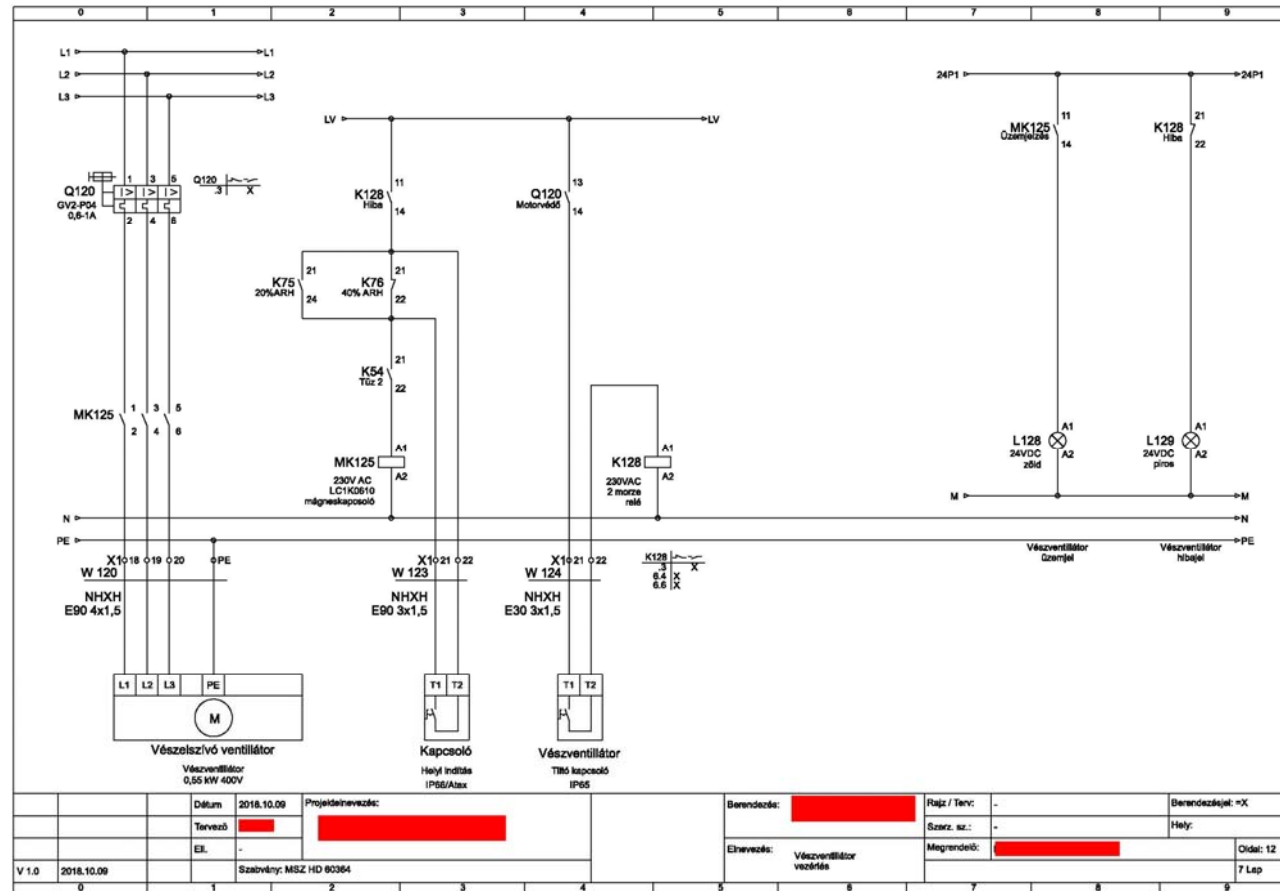 0 1 2 3 4 5 6 7 8 9
L1 L1
L2 L2
L3 L3
24P1 24P1
LV LV
Q120
GV2-P04
0,6-1A
1 3 5
I> I> I>
2 4 6
Q120
.3 X
K128
Hiba
11
14
Q120
Motorvédő
13
14
MK125
Üzemjelzés
11
14
K128
Hiba
21
22
K75
20%ARH
21
24
K76
40% ARH
21
22
K54
Tűz 2
21
22
MK125
1 3 5
2 4 6
MK125
230V AC
LC1K0610
mágneskapcsoló
A1
A2
K128
230VAC
2 morze
relé
A1
A2
L128
24VDC
zöld
A1
A2
L129
24VDC
piros
A1
A2
M M
N N
PE PE
X1 18 19 20 PE
W 120
NHXH
E90 4x1,5
X1 21 22
W 123
NHXH
E90 3x1,5
X1 21 22
W 124
NHXH
E30 3x1,5
K128
.3 X
6.4 X
6.6 X
Vészventillátor
üzemjel
Vészventillátor
hibajel
L1 L2 L3 PE
M
Vészelszívó ventillátor
Vészventillátor
0,55 kW 400V
T1 T2
Kapcsoló
Helyi indítás
IP66/Atex
T1 T2
Vészventillátor
Tiltó kapcsoló
IP65
Dátum 2018.10.09 Projektelnevezés:
Tervező
Ell. -
V 1.0 2018.10.09 Szabvány: MSZ HD 60364
Berendezés:
Elnevezés: Vészventillátor
vezérlés
Rajz / Terv: - Berendezésjel: =X
Szerz. sz.: - Hely:
Megrendelő: Oldal: 12
7 Lap
0 1 2 3 4 5 6 7 8 9